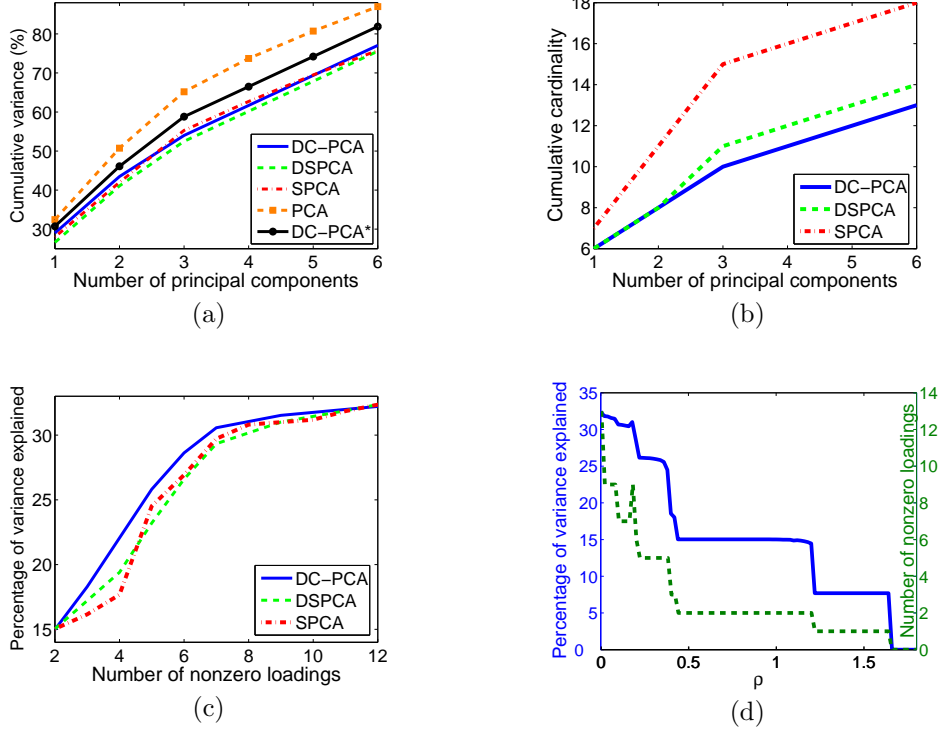 Cumulative variance (%)
80
70
60
50
40
30
1 2 3 4 5 6
Number of principal components
DC−PCA
DSPCA
SPCA
PCA
DC−PCA*
(a)
Cumulative cardinality
18
16
14
12
10
8
6
1 2 3 4 5 6
Number of principal components
DC−PCA
DSPCA
SPCA
(b)
Percentage of variance explained
30
25
20
15
2 4 6 8 10 12
Number of nonzero loadings
DC−PCA
DSPCA
SPCA
(c)
Percentage of variance explained
35
30
25
20
15
10
5
0
0 0.5 1 1.5
ρ
14
12
10
8
6
4
2
0
Number of nonzero loadings
(d)